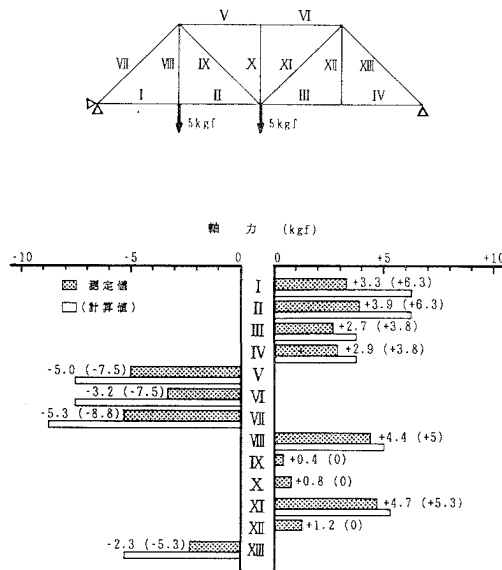 V VI
VII VIII IX X XI XII XIII
I II III IV
5kgf 5kgf
軸 力 (kgf)
-10 -5 0 0 +5 +10
測定値
(計算値)
I +3.3 (+6.3)
II +3.9 (+6.3)
III +2.7 (+3.8)
IV +2.9 (+3.8)
-5.0 (-7.5) V
-3.2 (-7.5) VI
-5.3 (-8.8) VII
VIII +4.4 (+5)
IX +0.4 (0)
X +0.8 (0)
XI +4.7 (+5.3)
XII +1.2 (0)
-2.3 (-5.3) XIII